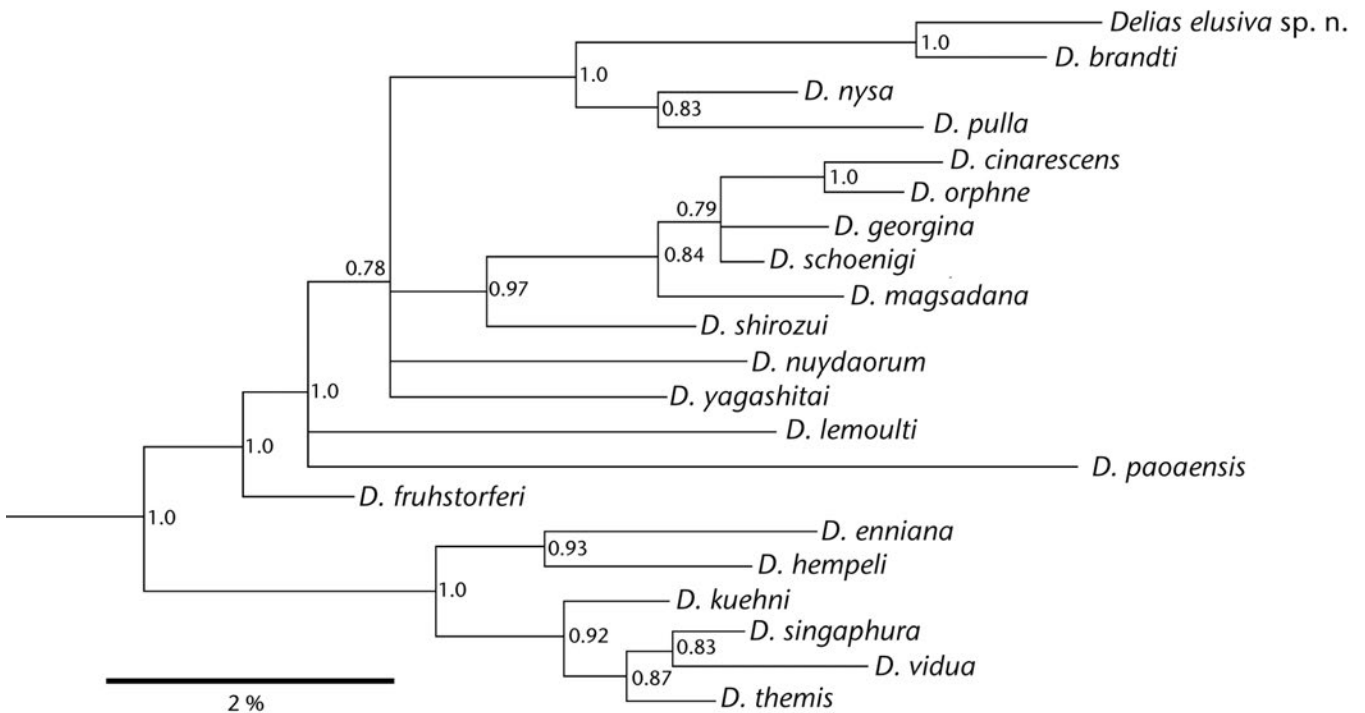 Delias elusiva sp. n.
1.0
D. brandti
1.0
D. nysa
0.83
D. pulla
D. cinarescens
1.0
D. orphne
0.79
D. georgina
0.84
D. schoenigi
0.78
0.97
D. magsadana
D. shirozui
D. nuydaorum
1.0
D. yagashitai
D. lemoulti
1.0
D. paoaensis
D. fruhstorferi
1.0
D. enniana
0.93
D. hempeli
1.0
D. kuehni
0.92
D. singaphura
0.83
D. vidua
0.87
D. themis
2 %